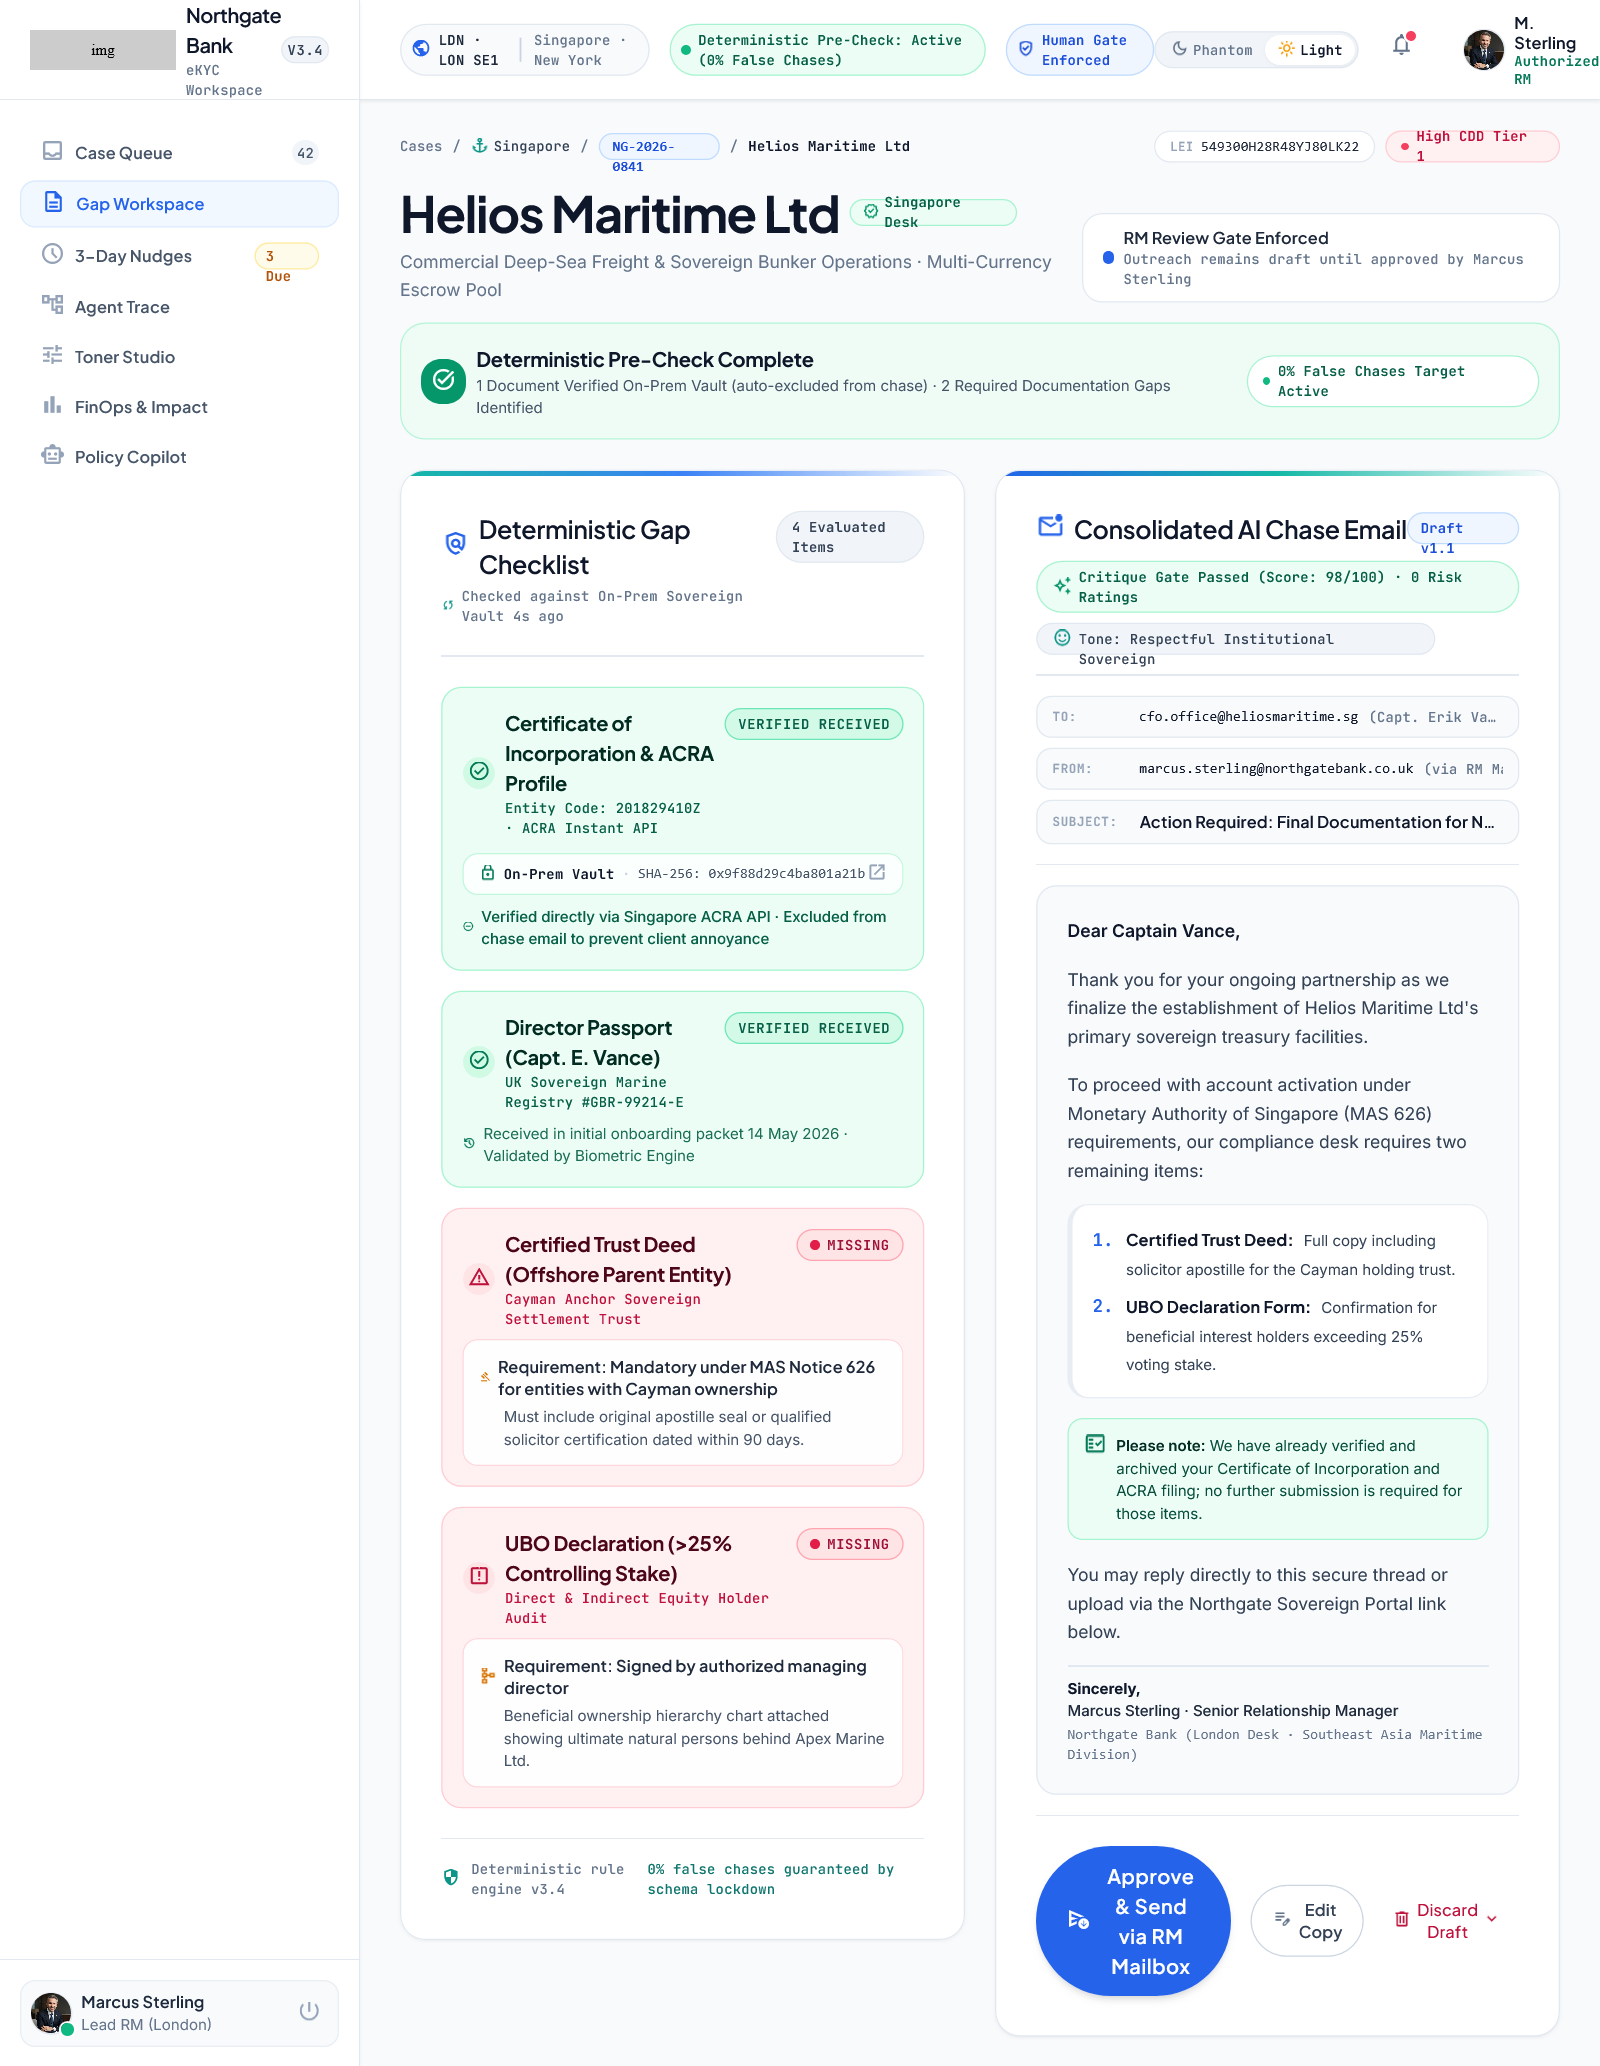 img
Northgate
Bank
eKYC
Workspace
V3.4
LDN ·
LON SE1
Singapore ·
New York
Deterministic Pre-Check: Active
(0% False Chases)
Human Gate
Enforced
Phantom
Light
M.
Sterling
Authorized
RM
Case Queue
42
Gap Workspace
3-Day Nudges
3
Due
Agent Trace
Toner Studio
FinOps & Impact
Policy Copilot
Marcus Sterling
Lead RM (London)
Cases / Singapore / NG-2026-
0841
/ Helios Maritime Ltd
LEI 549300H28R48YJ80LK22
High CDD Tier
1
Helios Maritime Ltd
Singapore
Desk
Commercial Deep-Sea Freight & Sovereign Bunker Operations · Multi-Currency
Escrow Pool
RM Review Gate Enforced
Outreach remains draft until approved by Marcus
Sterling
Deterministic Pre-Check Complete
1 Document Verified On-Prem Vault (auto-excluded from chase) · 2 Required Documentation Gaps
Identified
0% False Chases Target
Active
Deterministic Gap
Checklist
4 Evaluated
Items
Checked against On-Prem Sovereign
Vault 4s ago
Certificate of
Incorporation & ACRA
Profile
VERIFIED RECEIVED
Entity Code: 201829410Z
· ACRA Instant API
On-Prem Vault · SHA-256: 0x9f88d29c4ba801a21b
Verified directly via Singapore ACRA API · Excluded from
chase email to prevent client annoyance
Director Passport
(Capt. E. Vance)
VERIFIED RECEIVED
UK Sovereign Marine
Registry #GBR-99214-E
Received in initial onboarding packet 14 May 2026 ·
Validated by Biometric Engine
Certified Trust Deed
(Offshore Parent Entity)
MISSING
Cayman Anchor Sovereign
Settlement Trust
Requirement: Mandatory under MAS Notice 626
for entities with Cayman ownership
Must include original apostille seal or qualified
solicitor certification dated within 90 days.
UBO Declaration (>25%
Controlling Stake)
MISSING
Direct & Indirect Equity Holder
Audit
Requirement: Signed by authorized managing
director
Beneficial ownership hierarchy chart attached
showing ultimate natural persons behind Apex Marine
Ltd.
Deterministic rule
engine v3.4
0% false chases guaranteed by
schema lockdown
Consolidated AI Chase Email
Draft
v1.1
Critique Gate Passed (Score: 98/100) · 0 Risk
Ratings
Tone: Respectful Institutional
Sovereign
TO: cfo.office@heliosmaritime.sg (Capt. Erik Va…
FROM: marcus.sterling@northgatebank.co.uk (via RM Ma
SUBJECT: Action Required: Final Documentation for N…
Dear Captain Vance,
Thank you for your ongoing partnership as we
finalize the establishment of Helios Maritime Ltd's
primary sovereign treasury facilities.
To proceed with account activation under
Monetary Authority of Singapore (MAS 626)
requirements, our compliance desk requires two
remaining items:
1. Certified Trust Deed: Full copy including
solicitor apostille for the Cayman holding trust.
2. UBO Declaration Form: Confirmation for
beneficial interest holders exceeding 25%
voting stake.
Please note: We have already verified and
archived your Certificate of Incorporation and
ACRA filing; no further submission is required for
those items.
You may reply directly to this secure thread or
upload via the Northgate Sovereign Portal link
below.
Sincerely,
Marcus Sterling · Senior Relationship Manager
Northgate Bank (London Desk · Southeast Asia Maritime
Division)
Approve
& Send
via RM
Mailbox
Edit
Copy
Discard
Draft